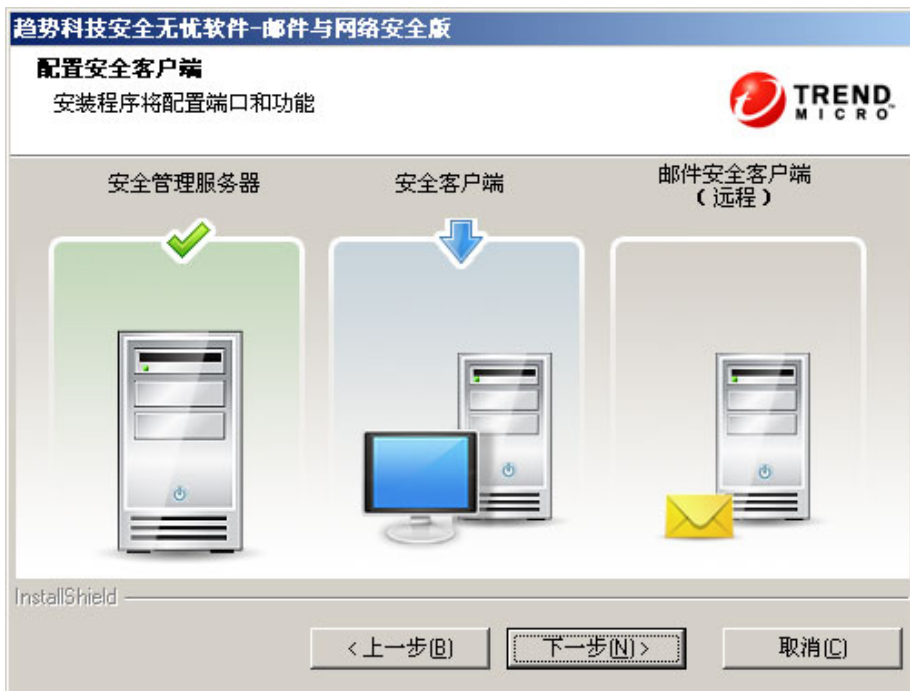 趋势科技安全无忧软件-邮件与网络安全版
配置安全客户端
安装程序将配置端口和功能
TREND
MICRO
安全管理服务器
安全客户端
邮件安全客户端
（远程）
InstallShield
<上一步(B)
下一步(N)>
取消(C)